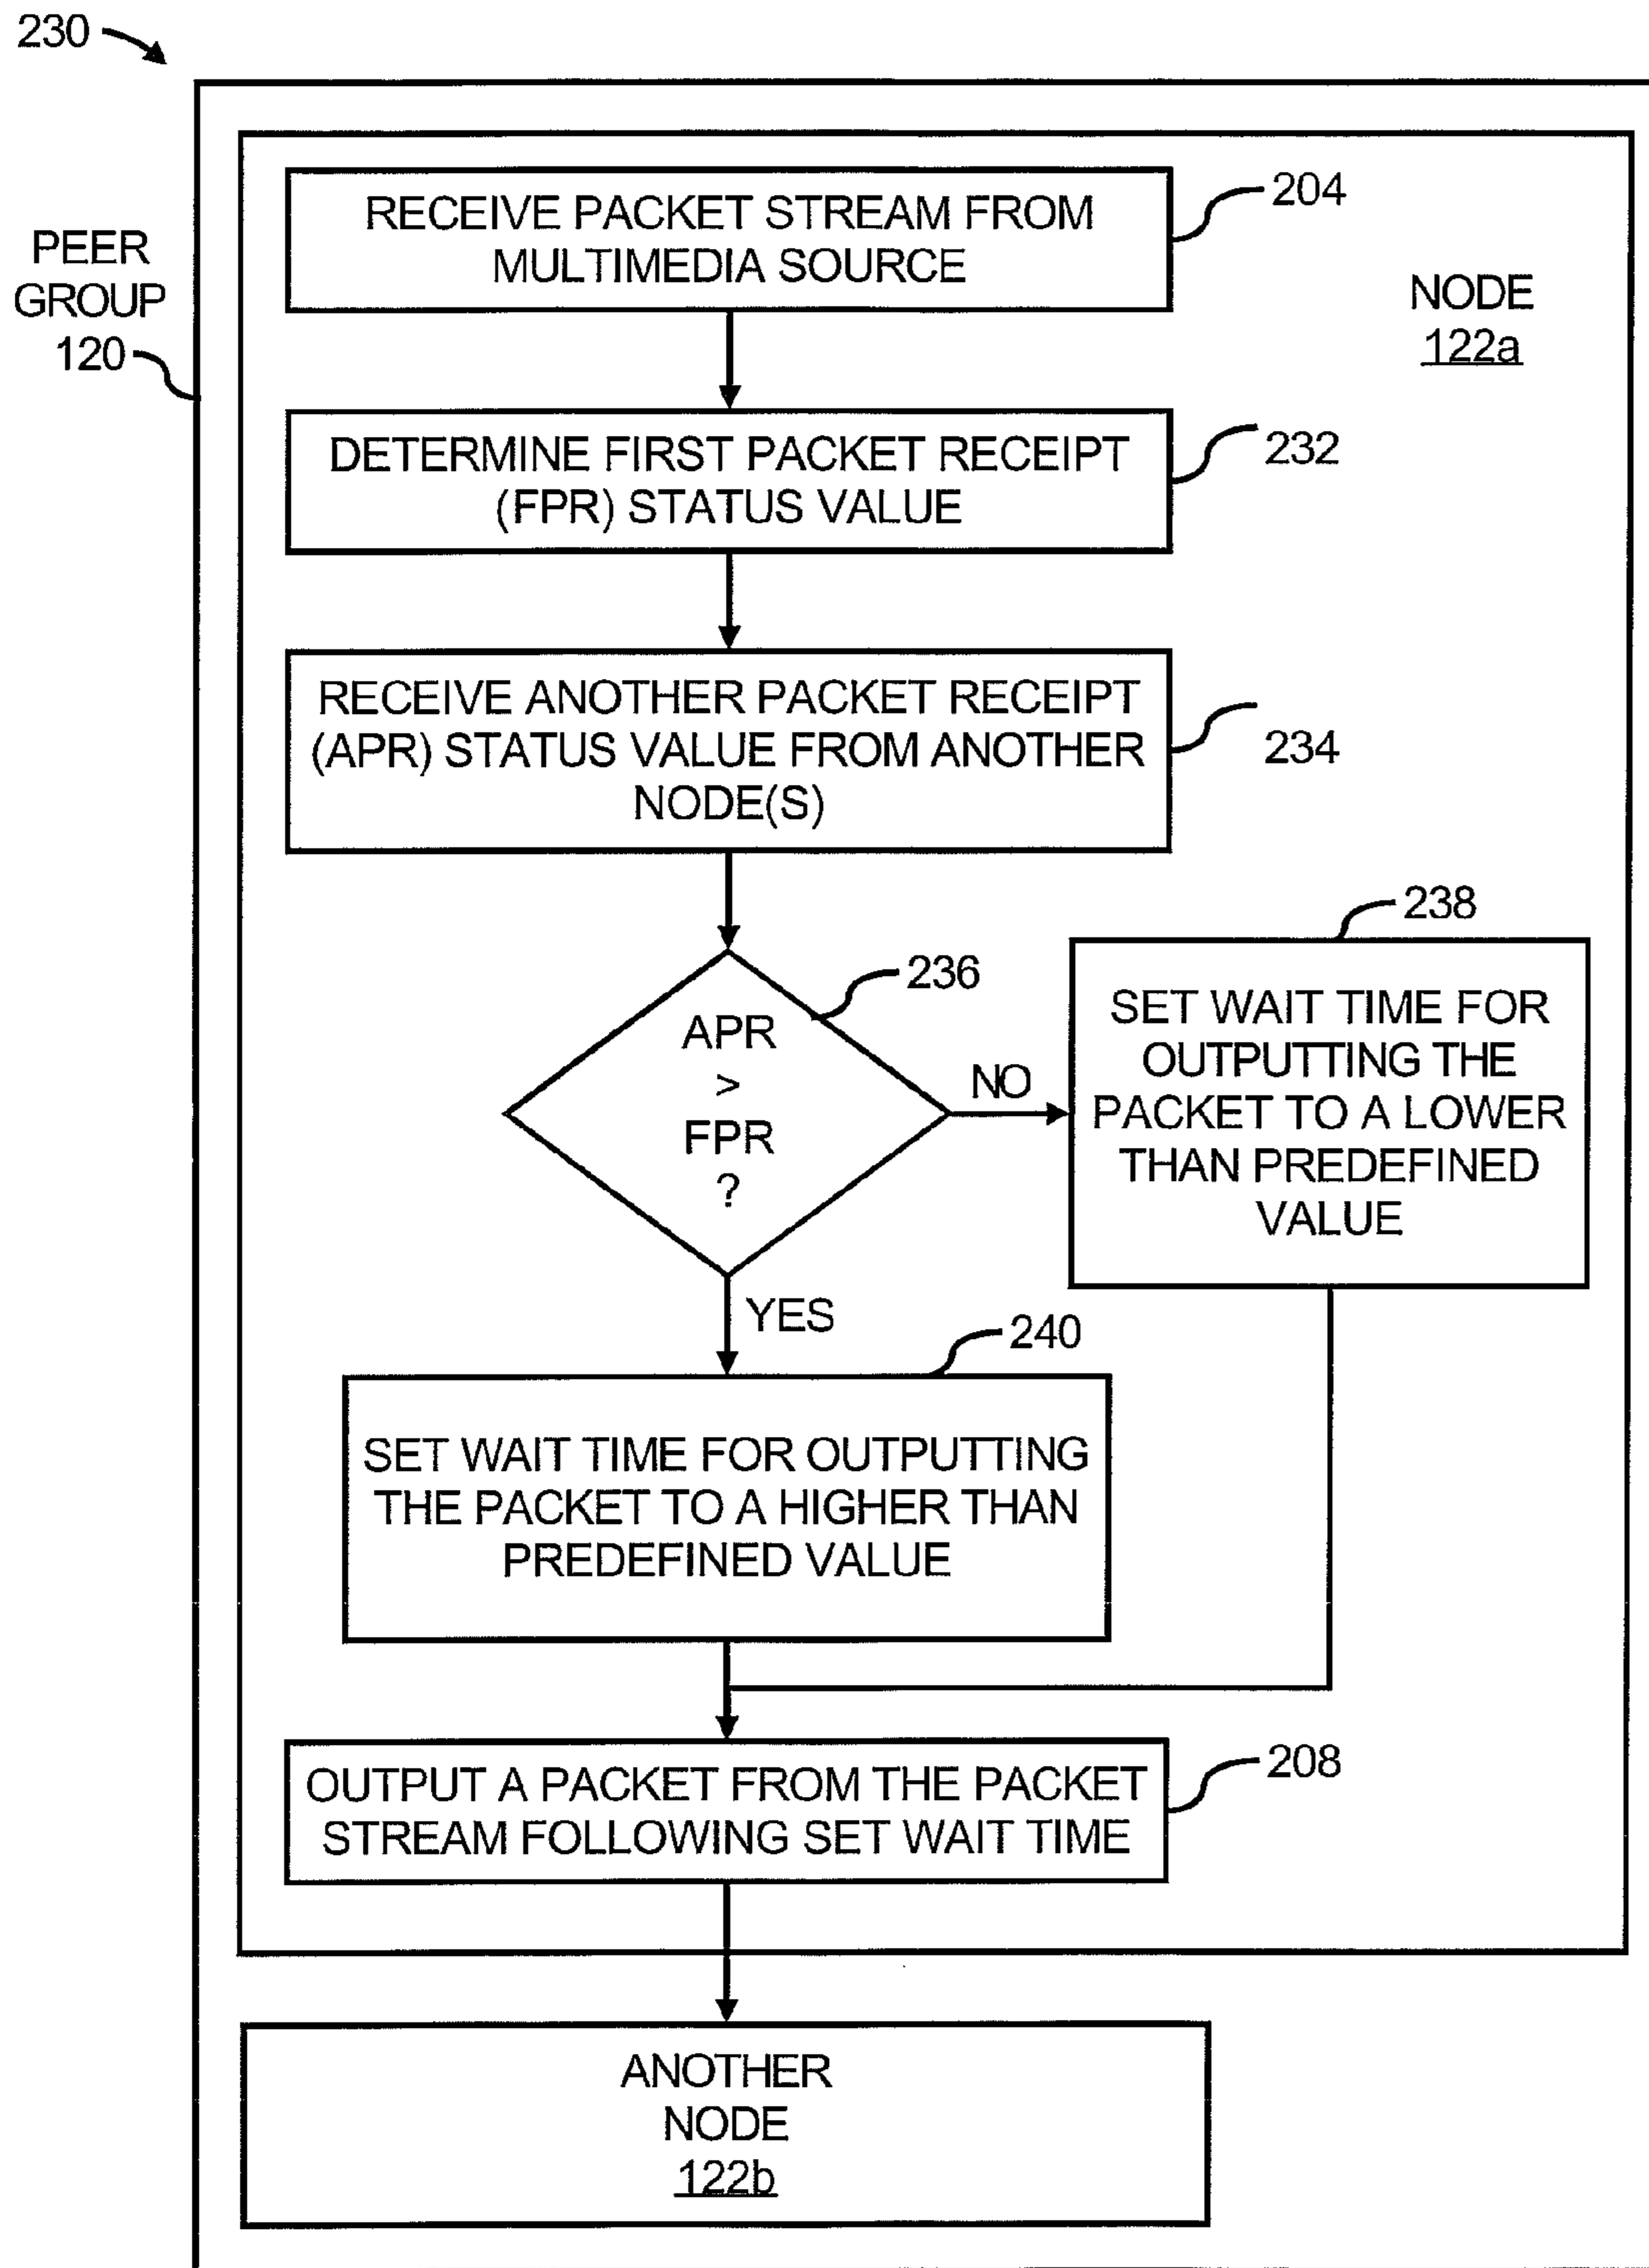 230
PEER
GROUP
120
RECEIVE PACKET STREAM FROM
MULTIMEDIA SOURCE
204
NODE
122a
DETERMINE FIRST PACKET RECEIPT
(FPR) STATUS VALUE
232
RECEIVE ANOTHER PACKET RECEIPT
(APR) STATUS VALUE FROM ANOTHER
NODE(S)
234
APR
>
FPR
?
236
NO
238
SET WAIT TIME FOR
OUTPUTTING THE
PACKET TO A LOWER
THAN PREDEFINED
VALUE
YES
240
SET WAIT TIME FOR OUTPUTTING
THE PACKET TO A HIGHER THAN
PREDEFINED VALUE
OUTPUT A PACKET FROM THE PACKET
STREAM FOLLOWING SET WAIT TIME
208
ANOTHER
NODE
122b